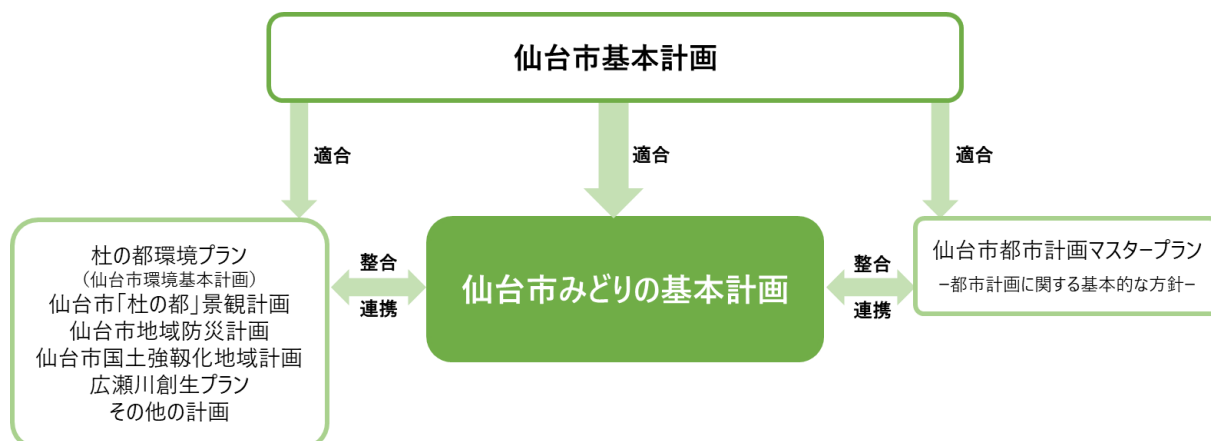 仙台市基本計画
適合
適合
適合
杜の都環境プラン
（仙台市環境基本計画）
仙台市「杜の都」景観計画
仙台市地域防災計画
仙台市国土強靱化地域計画
広瀬川創生プラン
その他の計画
整合
連携
仙台市みどりの基本計画
整合
連携
仙台市都市計画マスタープラン
−都市計画に関する基本的な方針−